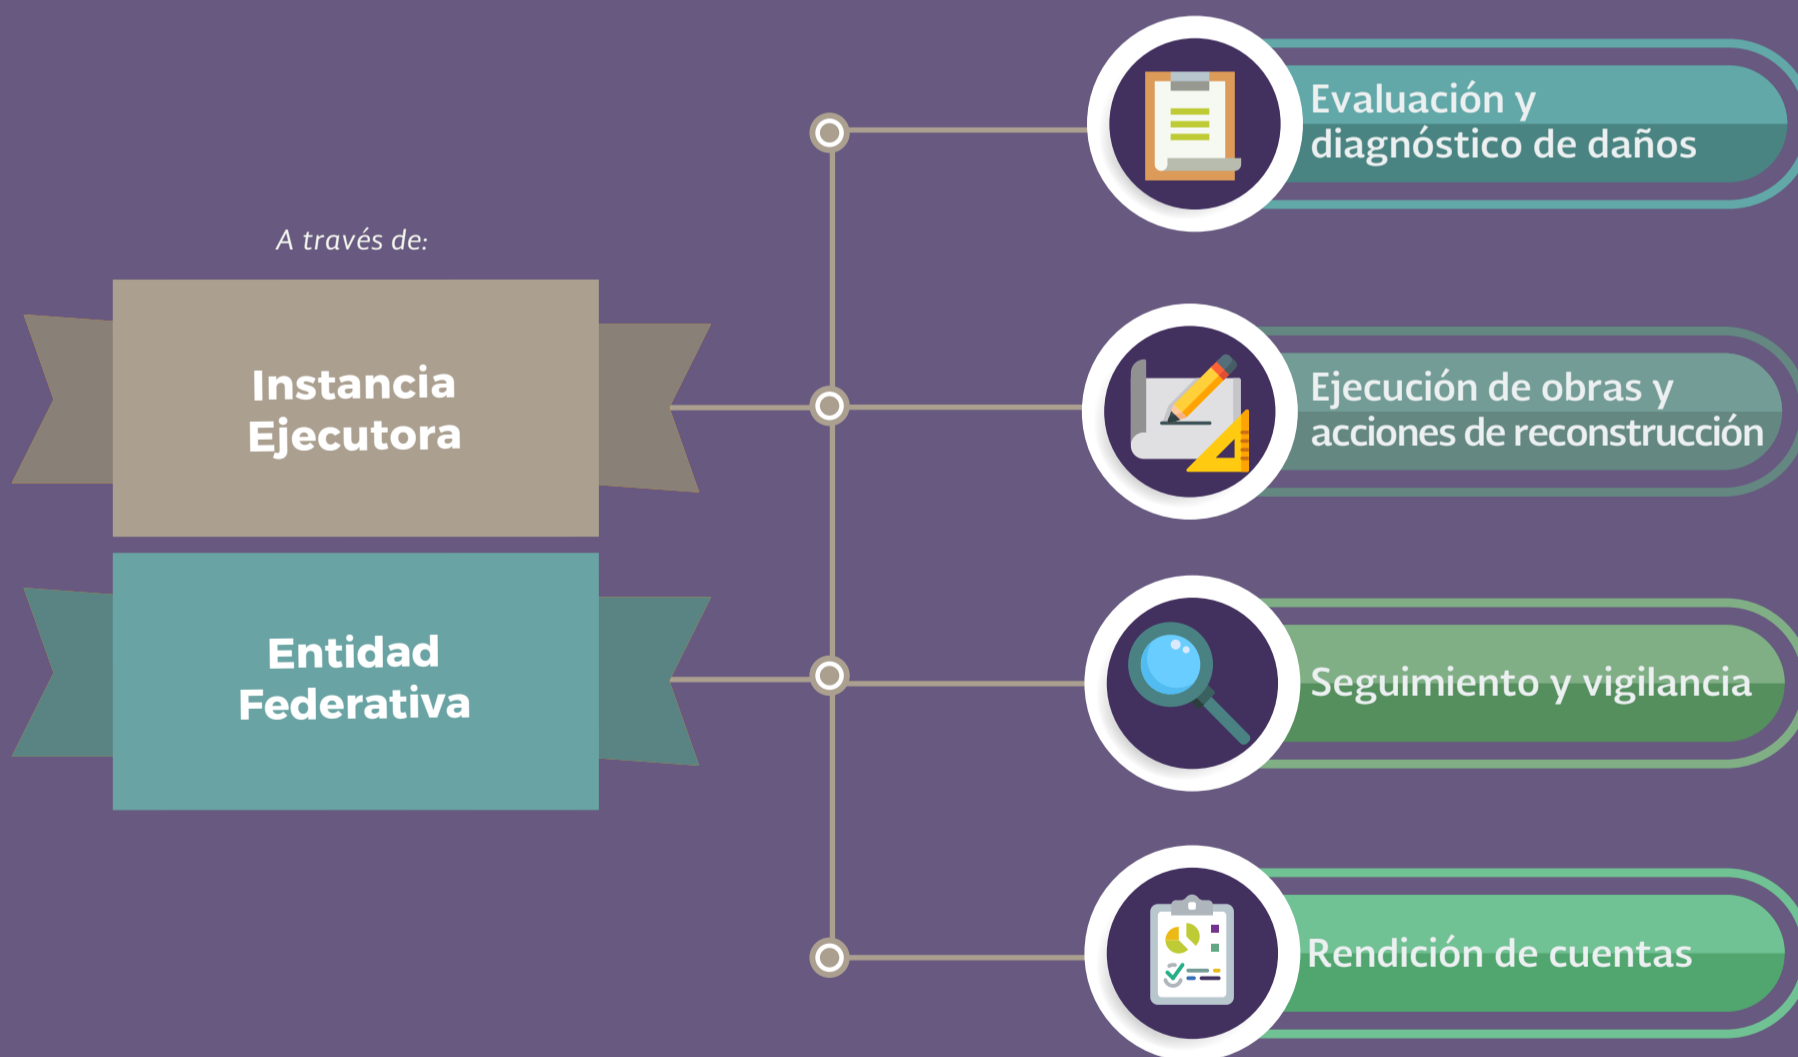 A través de:
Instancia
Ejecutora
Entidad
Federativa
Evaluación y
diagnóstico de daños
Ejecución de obras y
acciones de reconstrucción
Seguimiento y vigilancia
Rendición de cuentas